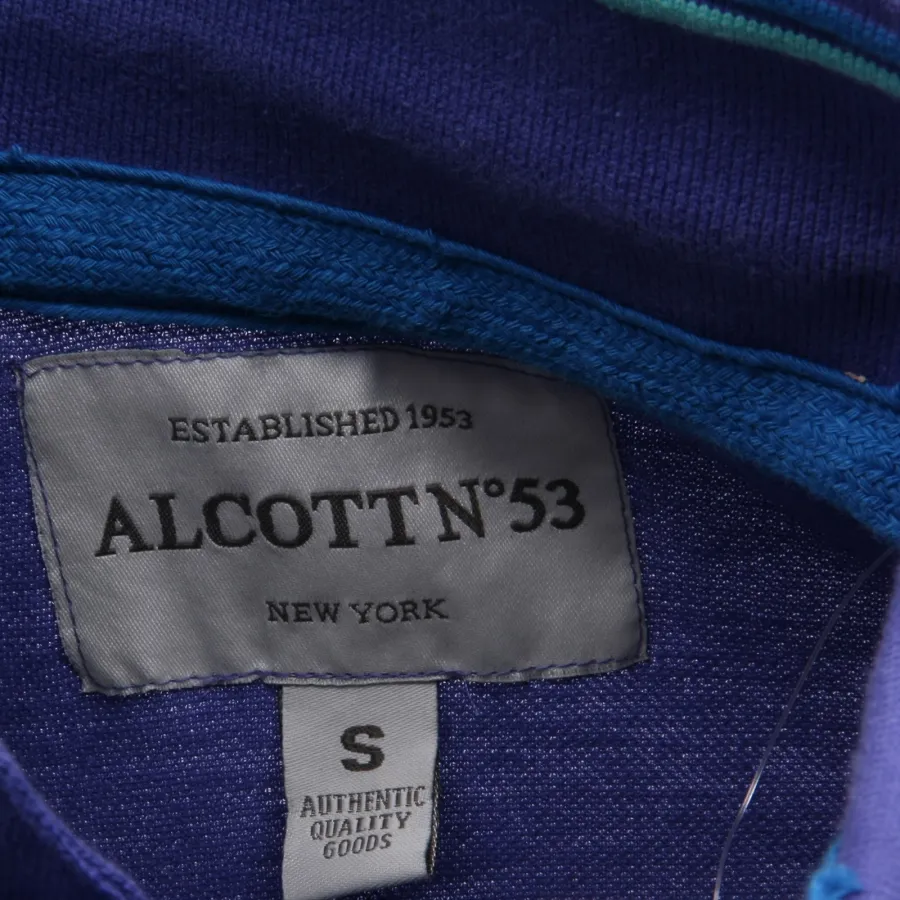 ESTABLISHED 1953
ALCOTT N°53
NEW YORK
S
AUTHENTIC
QUALITY
GOODS